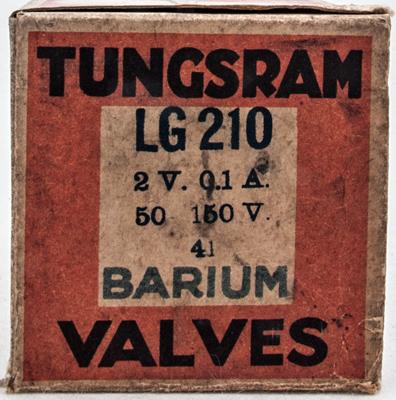 TUNGSRAM
LG 210
2 V. 0.1 A.
50 150 V.
41
BARIUM
VALVES